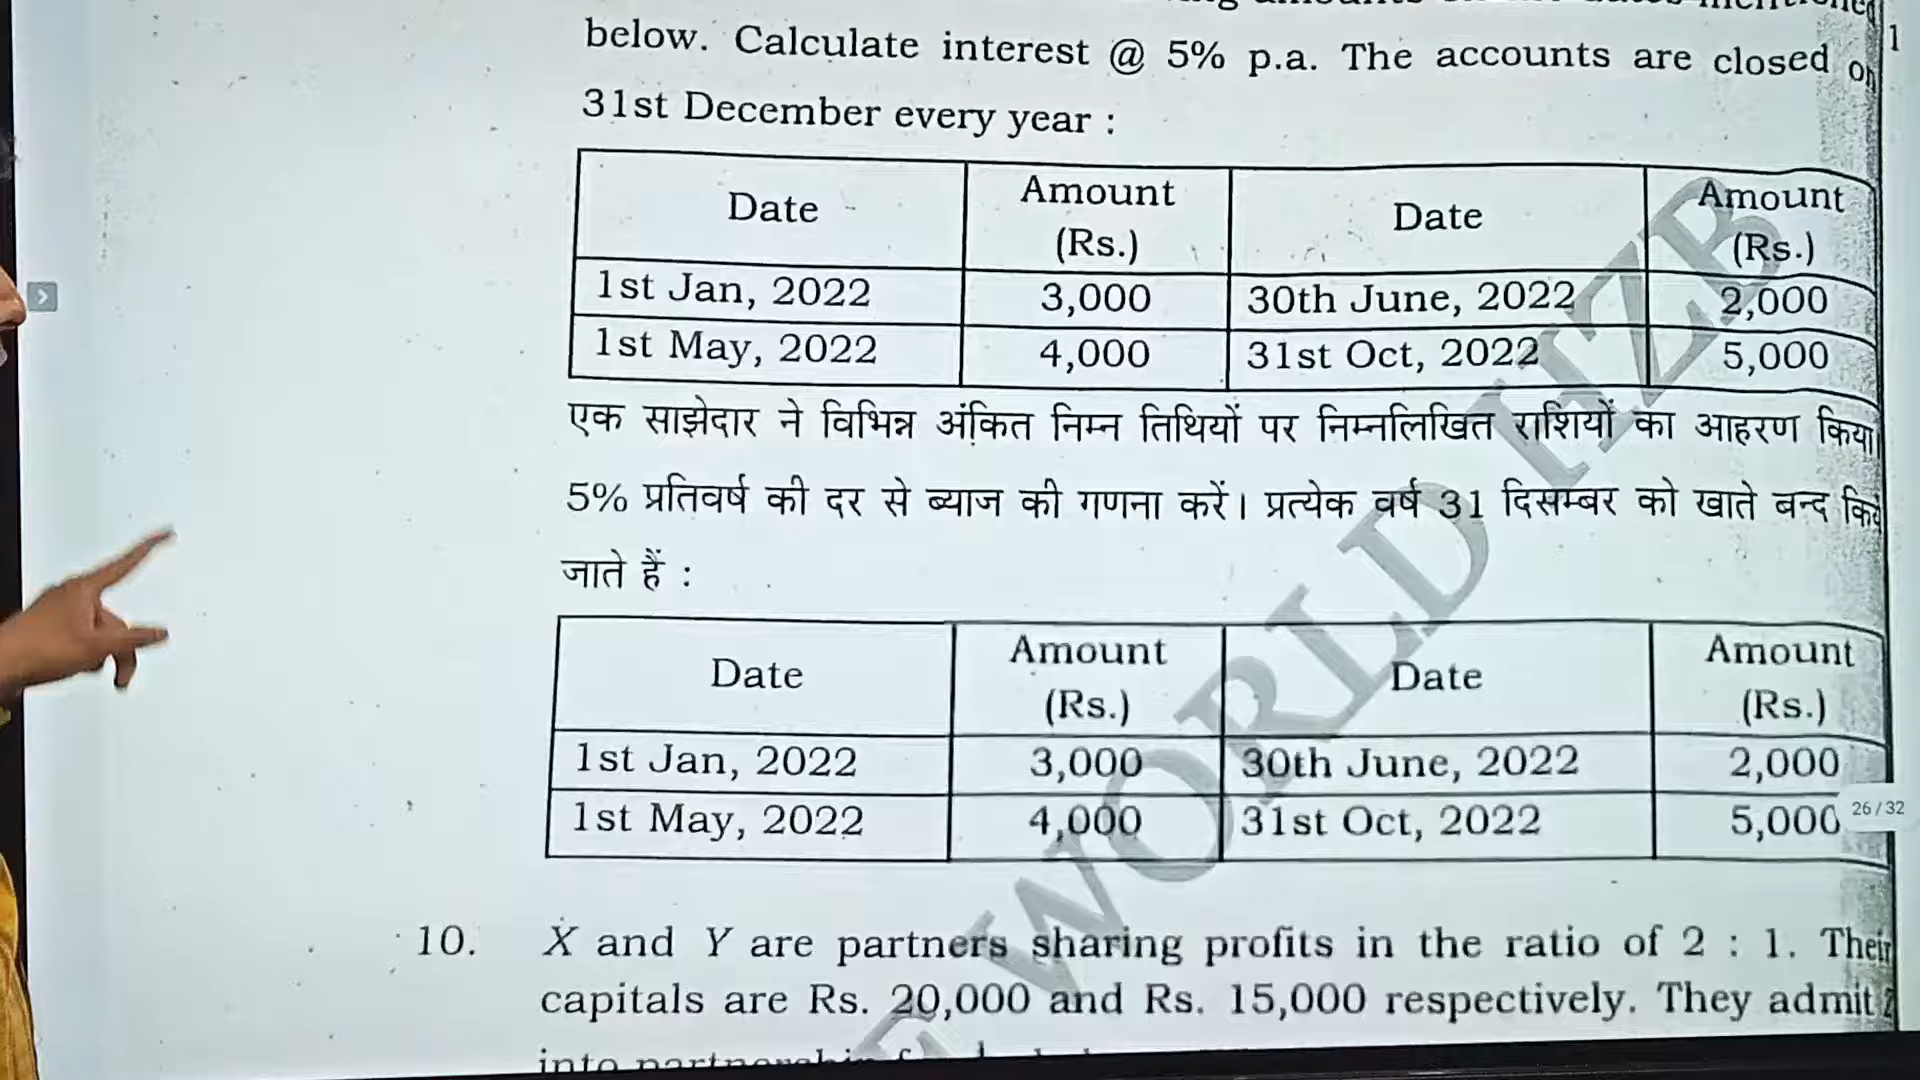 below. Calculate interest @ 5% p.a. The accounts are closed on
31st December every year :
Date Amount (Rs.) Date Amount (Rs.)
1st Jan, 2022 3,000 30th June, 2022 2,000
1st May, 2022 4,000 31st Oct, 2022 5,000
एक साझेदार ने विभिन्न अंकित निम्न तिथियों पर निम्नलिखित राशियों का आहरण किया
5% प्रतिवर्ष की दर से ब्याज की गणना करें। प्रत्येक वर्ष 31 दिसम्बर को खाते बन्द किये
जाते हैं :
Date Amount (Rs.) Date Amount (Rs.)
1st Jan, 2022 3,000 30th June, 2022 2,000
1st May, 2022 4,000 31st Oct, 2022 5,000
26/32
10. X and Y are partners sharing profits in the ratio of 2 : 1. Their
capitals are Rs. 20,000 and Rs. 15,000 respectively. They admit Z
WORLD HZB
1